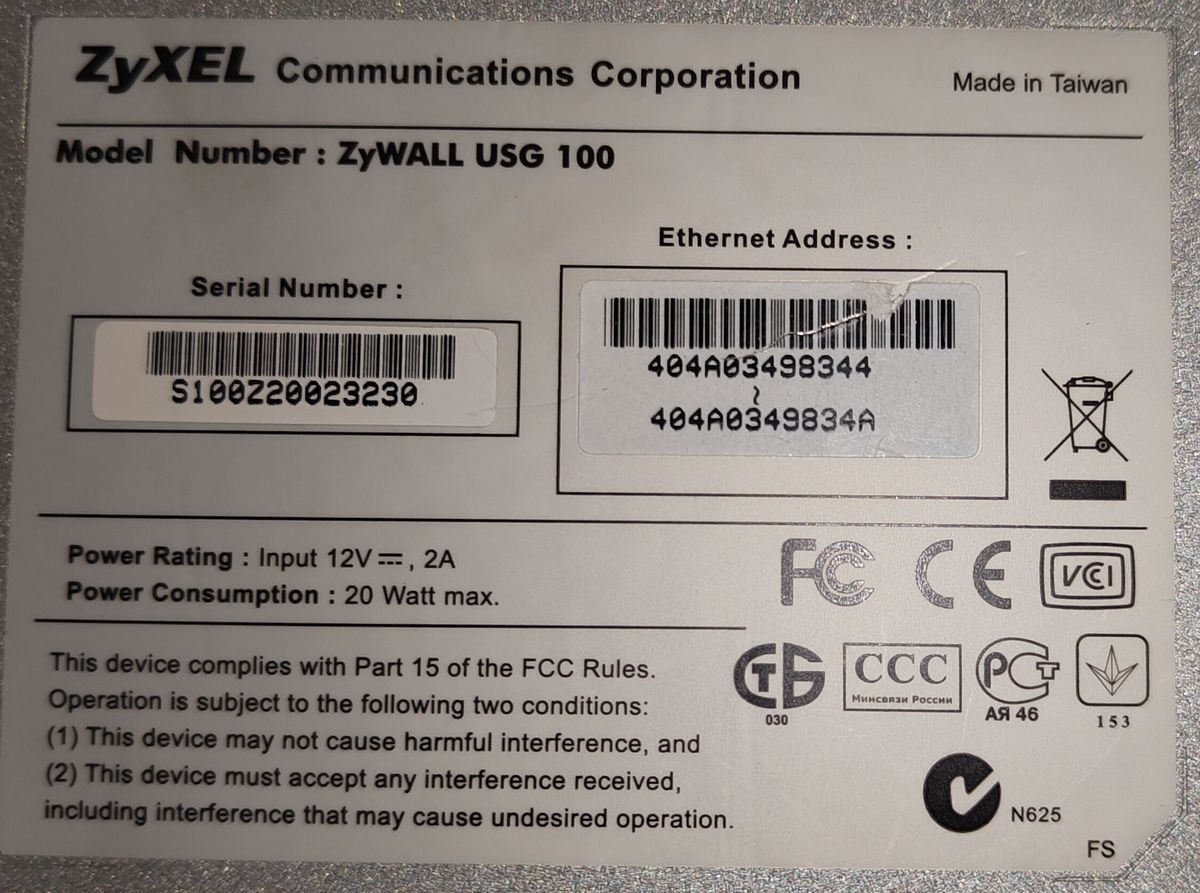 ZyXEL Communications Corporation
Made in Taiwan
Model Number : ZyWALL USG 100
Ethernet Address :
Serial Number :
404A03498344
~
404A0349834A
S100Z20023230
Power Rating : Input 12V⎓, 2A
Power Consumption : 20 Watt max.
FC CE VCI
This device complies with Part 15 of the FCC Rules.
Operation is subject to the following two conditions:
(1) This device may not cause harmful interference, and
(2) This device must accept any interference received,
including interference that may cause undesired operation.
СТБ
030
ССС
Минсвязи России
РСТ
АЯ 46
153
N625
FS